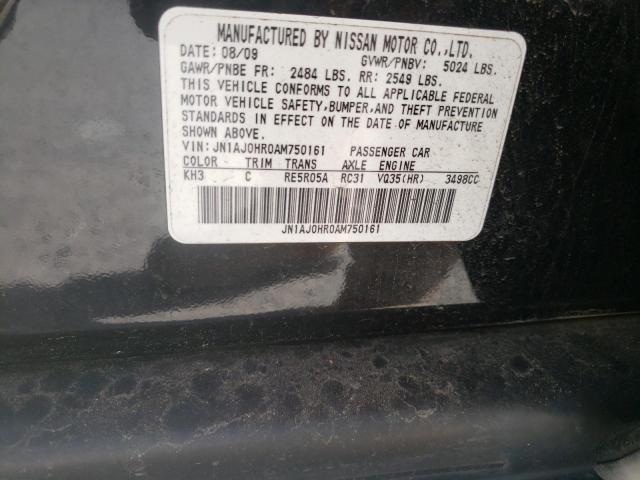 MANUFACTURED BY NISSAN MOTOR CO.,LTD.
DATE: 08/09 GVWR/PNBV: 5024 LBS.
GAWR/PNBE FR: 2484 LBS. RR: 2549 LBS.
THIS VEHICLE CONFORMS TO ALL APPLICABLE FEDERAL
MOTOR VEHICLE SAFETY,BUMPER,AND THEFT PREVENTION
STANDARDS IN EFFECT ON THE DATE OF MANUFACTURE
SHOWN ABOVE.
VIN: JN1AJ0HR0AM750161 PASSENGER CAR
COLOR TRIM TRANS AXLE ENGINE
KH3 C RE5R05A RC31 VQ35(HR) 3498CC
JN1AJ0HR0AM750161